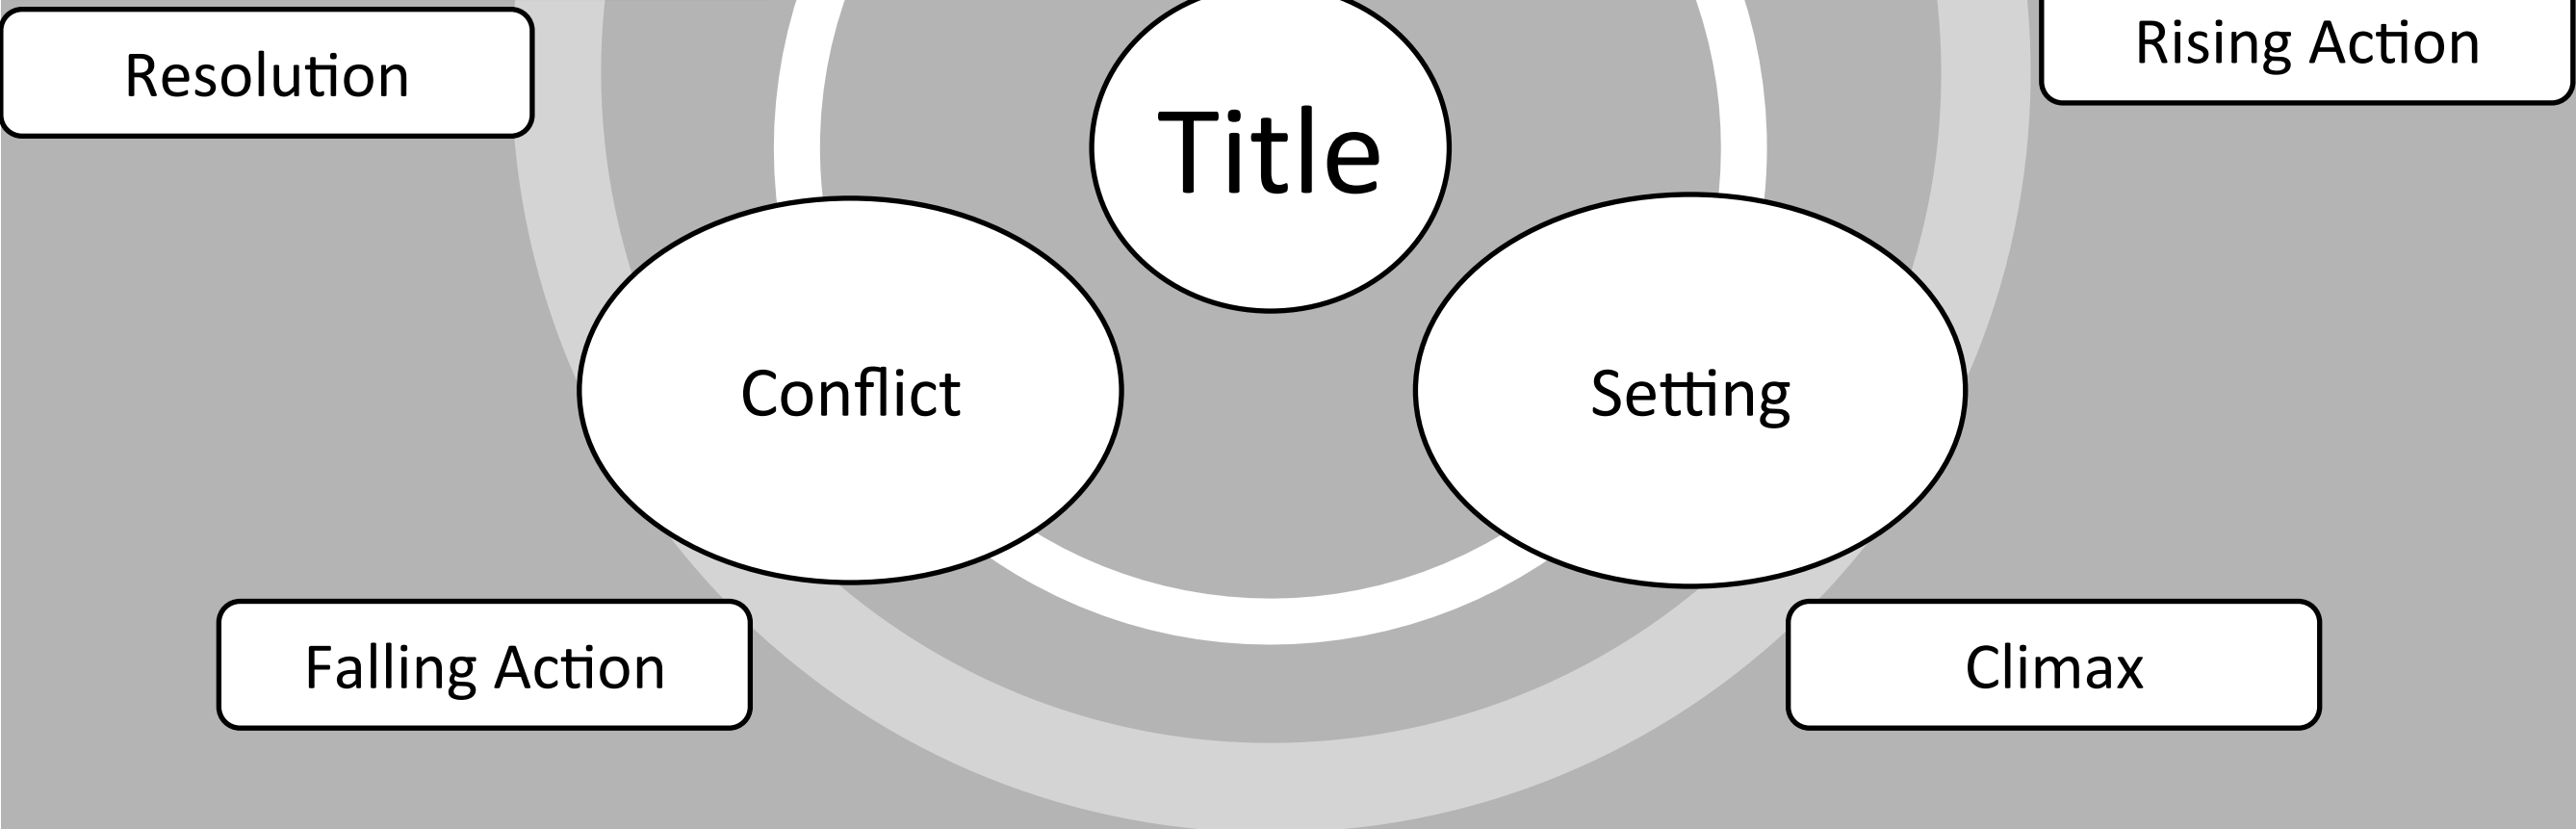 Resolution
Title
Rising Action
Conflict
Setting
Falling Action
Climax